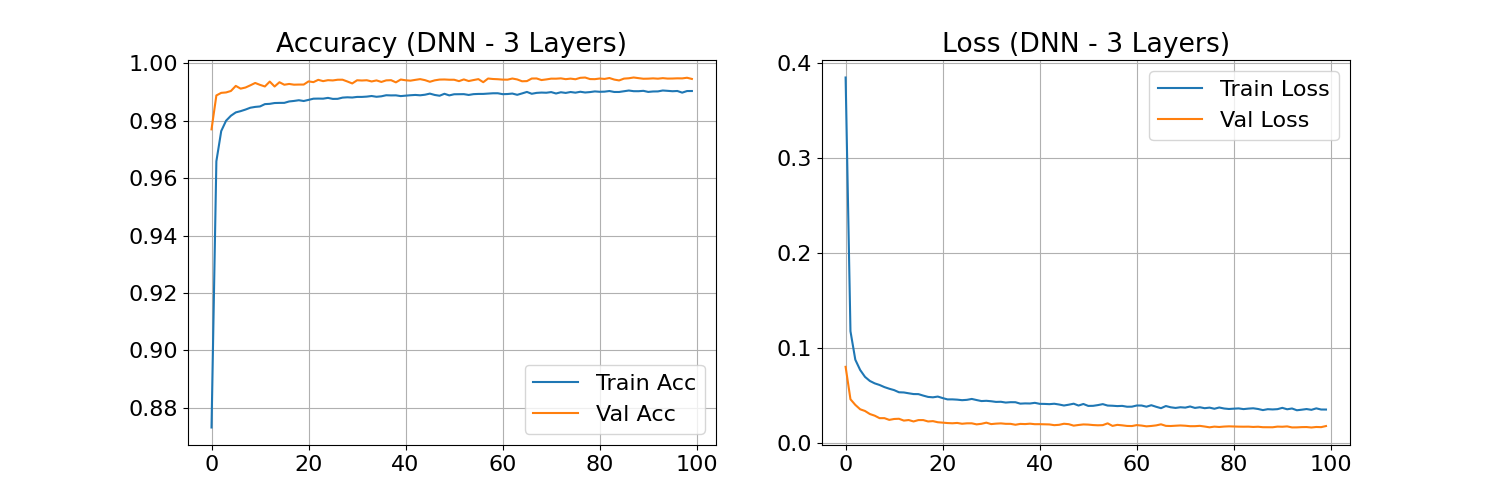 Accuracy (DNN - 3 Layers)
1.00
0.98
0.96
0.94
0.92
0.90
0.88
Train Acc
Val Acc
0 20 40 60 80 100
Loss (DNN - 3 Layers)
0.4
0.3
0.2
0.1
0.0
Train Loss
Val Loss
0 20 40 60 80 100